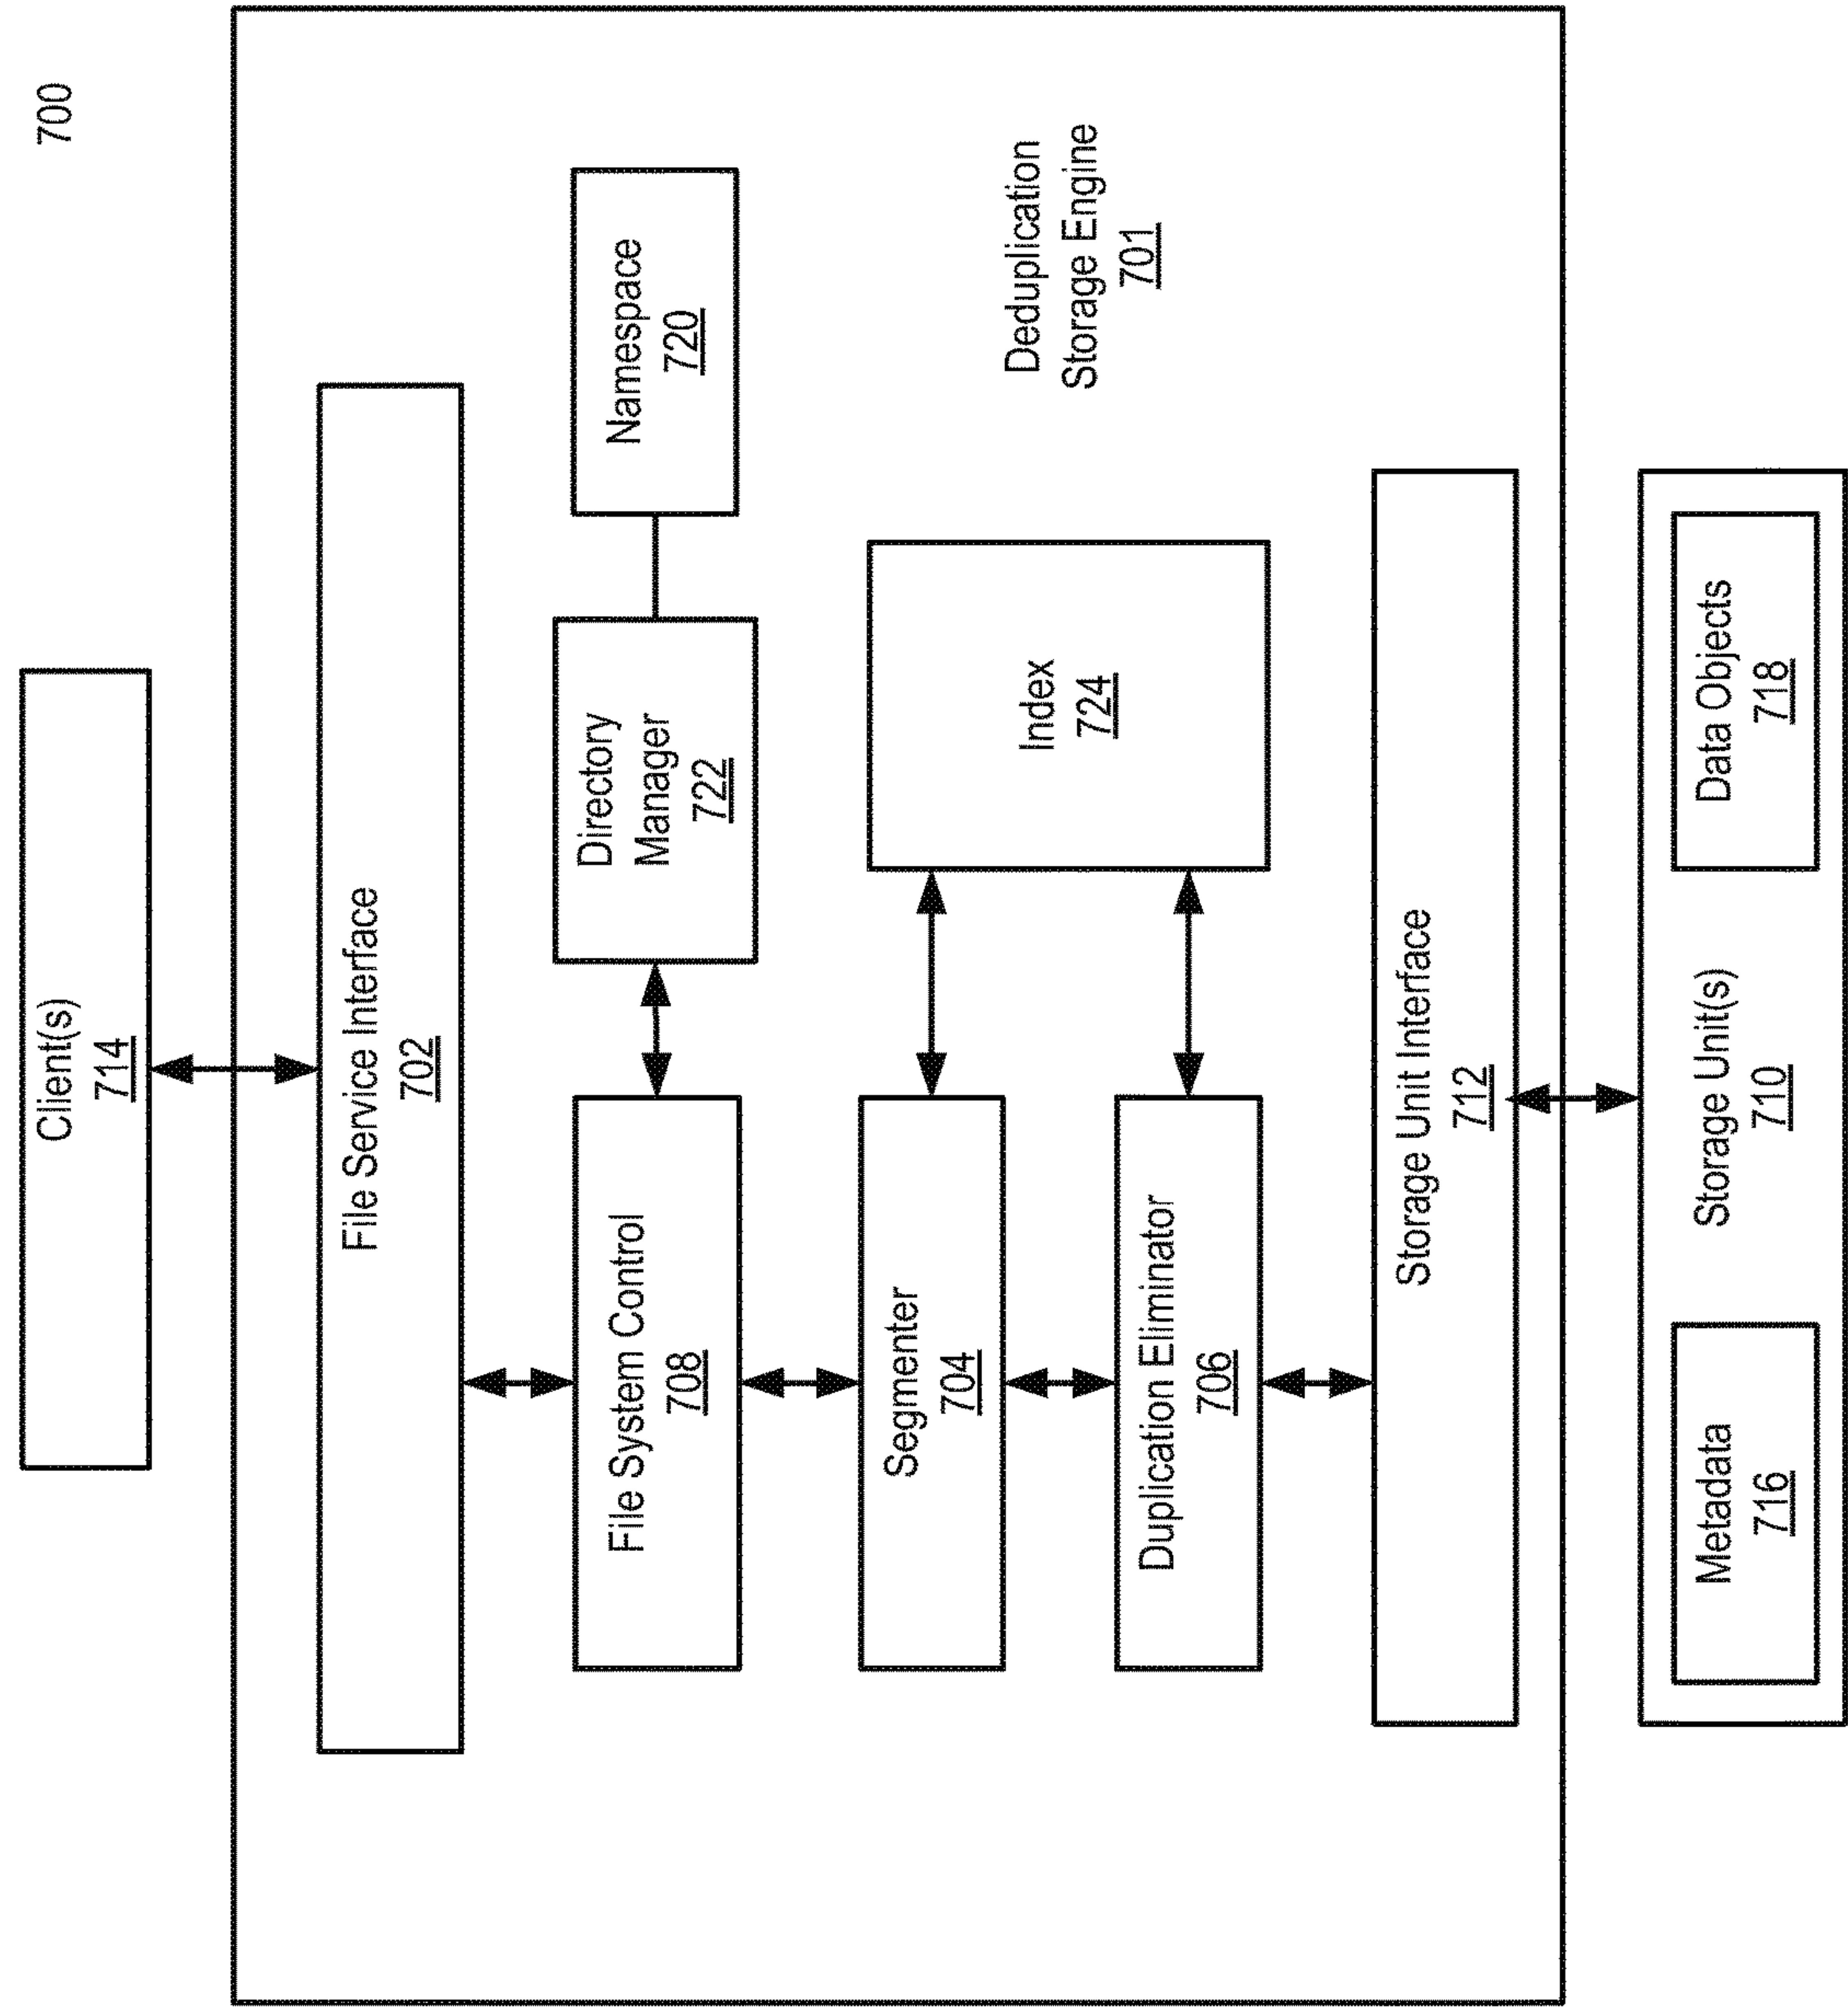 700
Client(s)
714
File Service Interface
702
File System Control
708
Directory
Manager
722
Namespace
720
Segmenter
704
Index
724
Deduplication
Storage Engine
701
Duplication Eliminator
706
Storage Unit Interface
712
Metadata
716
Storage Unit(s)
710
Data Objects
718